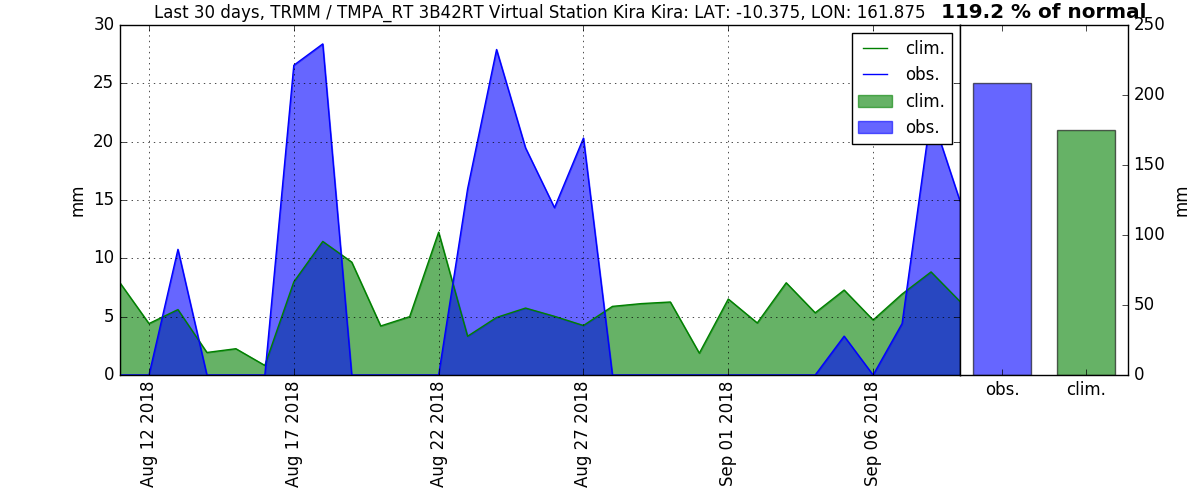 Last 30 days, TRMM / TMPA_RT 3B42RT Virtual Station Kira Kira: LAT: -10.375, LON: 161.875 119.2 % of normal
30
25
20
15
10
5
0
mm
clim.
obs.
clim.
obs.
250
200
150
100
50
0
mm
Aug 12 2018
Aug 17 2018
Aug 22 2018
Aug 27 2018
Sep 01 2018
Sep 06 2018
obs.
clim.